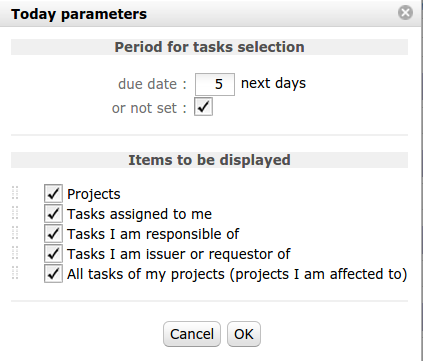 Today parameters
Period for tasks selection
due date : 5 next days
or not set :
Items to be displayed
Projects
Tasks assigned to me
Tasks I am responsible of
Tasks I am issuer or requestor of
All tasks of my projects (projects I am affected to)
Cancel OK